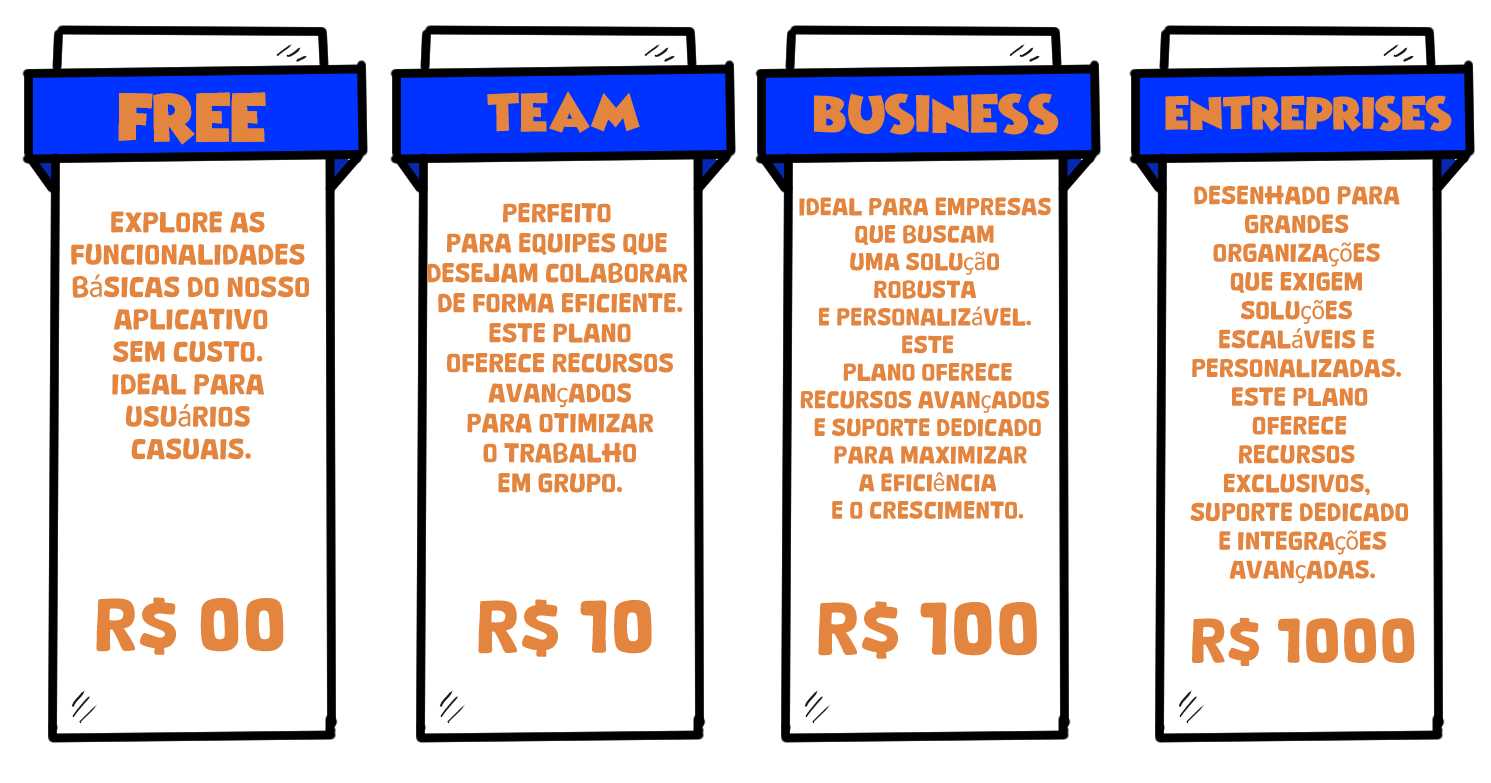 FREE
EXPLORE AS
FUNCIONALIDADES
BáSICAS DO NOSSO
APLICATIVO
SEM CUSTO.
IDEAL PARA
USUáRIOS
CASUAIS.
R$ 00
TEAM
PERFEITO
PARA EQUIPES QUE
DESEJAM COLABORAR
DE FORMA EFICIENTE.
ESTE PLANO
OFERECE RECURSOS
AVANçADOS
PARA OTIMIZAR
O TRABALHO
EM GRUPO.
R$ 10
BUSINESS
IDEAL PARA EMPRESAS
QUE BUSCAM
UMA SOLUçãO
ROBUSTA
E PERSONALIZáVEL.
ESTE
PLANO OFERECE
RECURSOS AVANçADOS
E SUPORTE DEDICADO
PARA MAXIMIZAR
A EFICIêNCIA
E O CRESCIMENTO.
R$ 100
ENTREPRISES
DESENHADO PARA
GRANDES
ORGANIZAçõES
QUE EXIGEM
SOLUçõES
ESCALáVEIS E
PERSONALIZADAS.
ESTE PLANO
OFERECE
RECURSOS
EXCLUSIVOS,
SUPORTE DEDICADO
E INTEGRAçõES
AVANçADAS.
R$ 1000